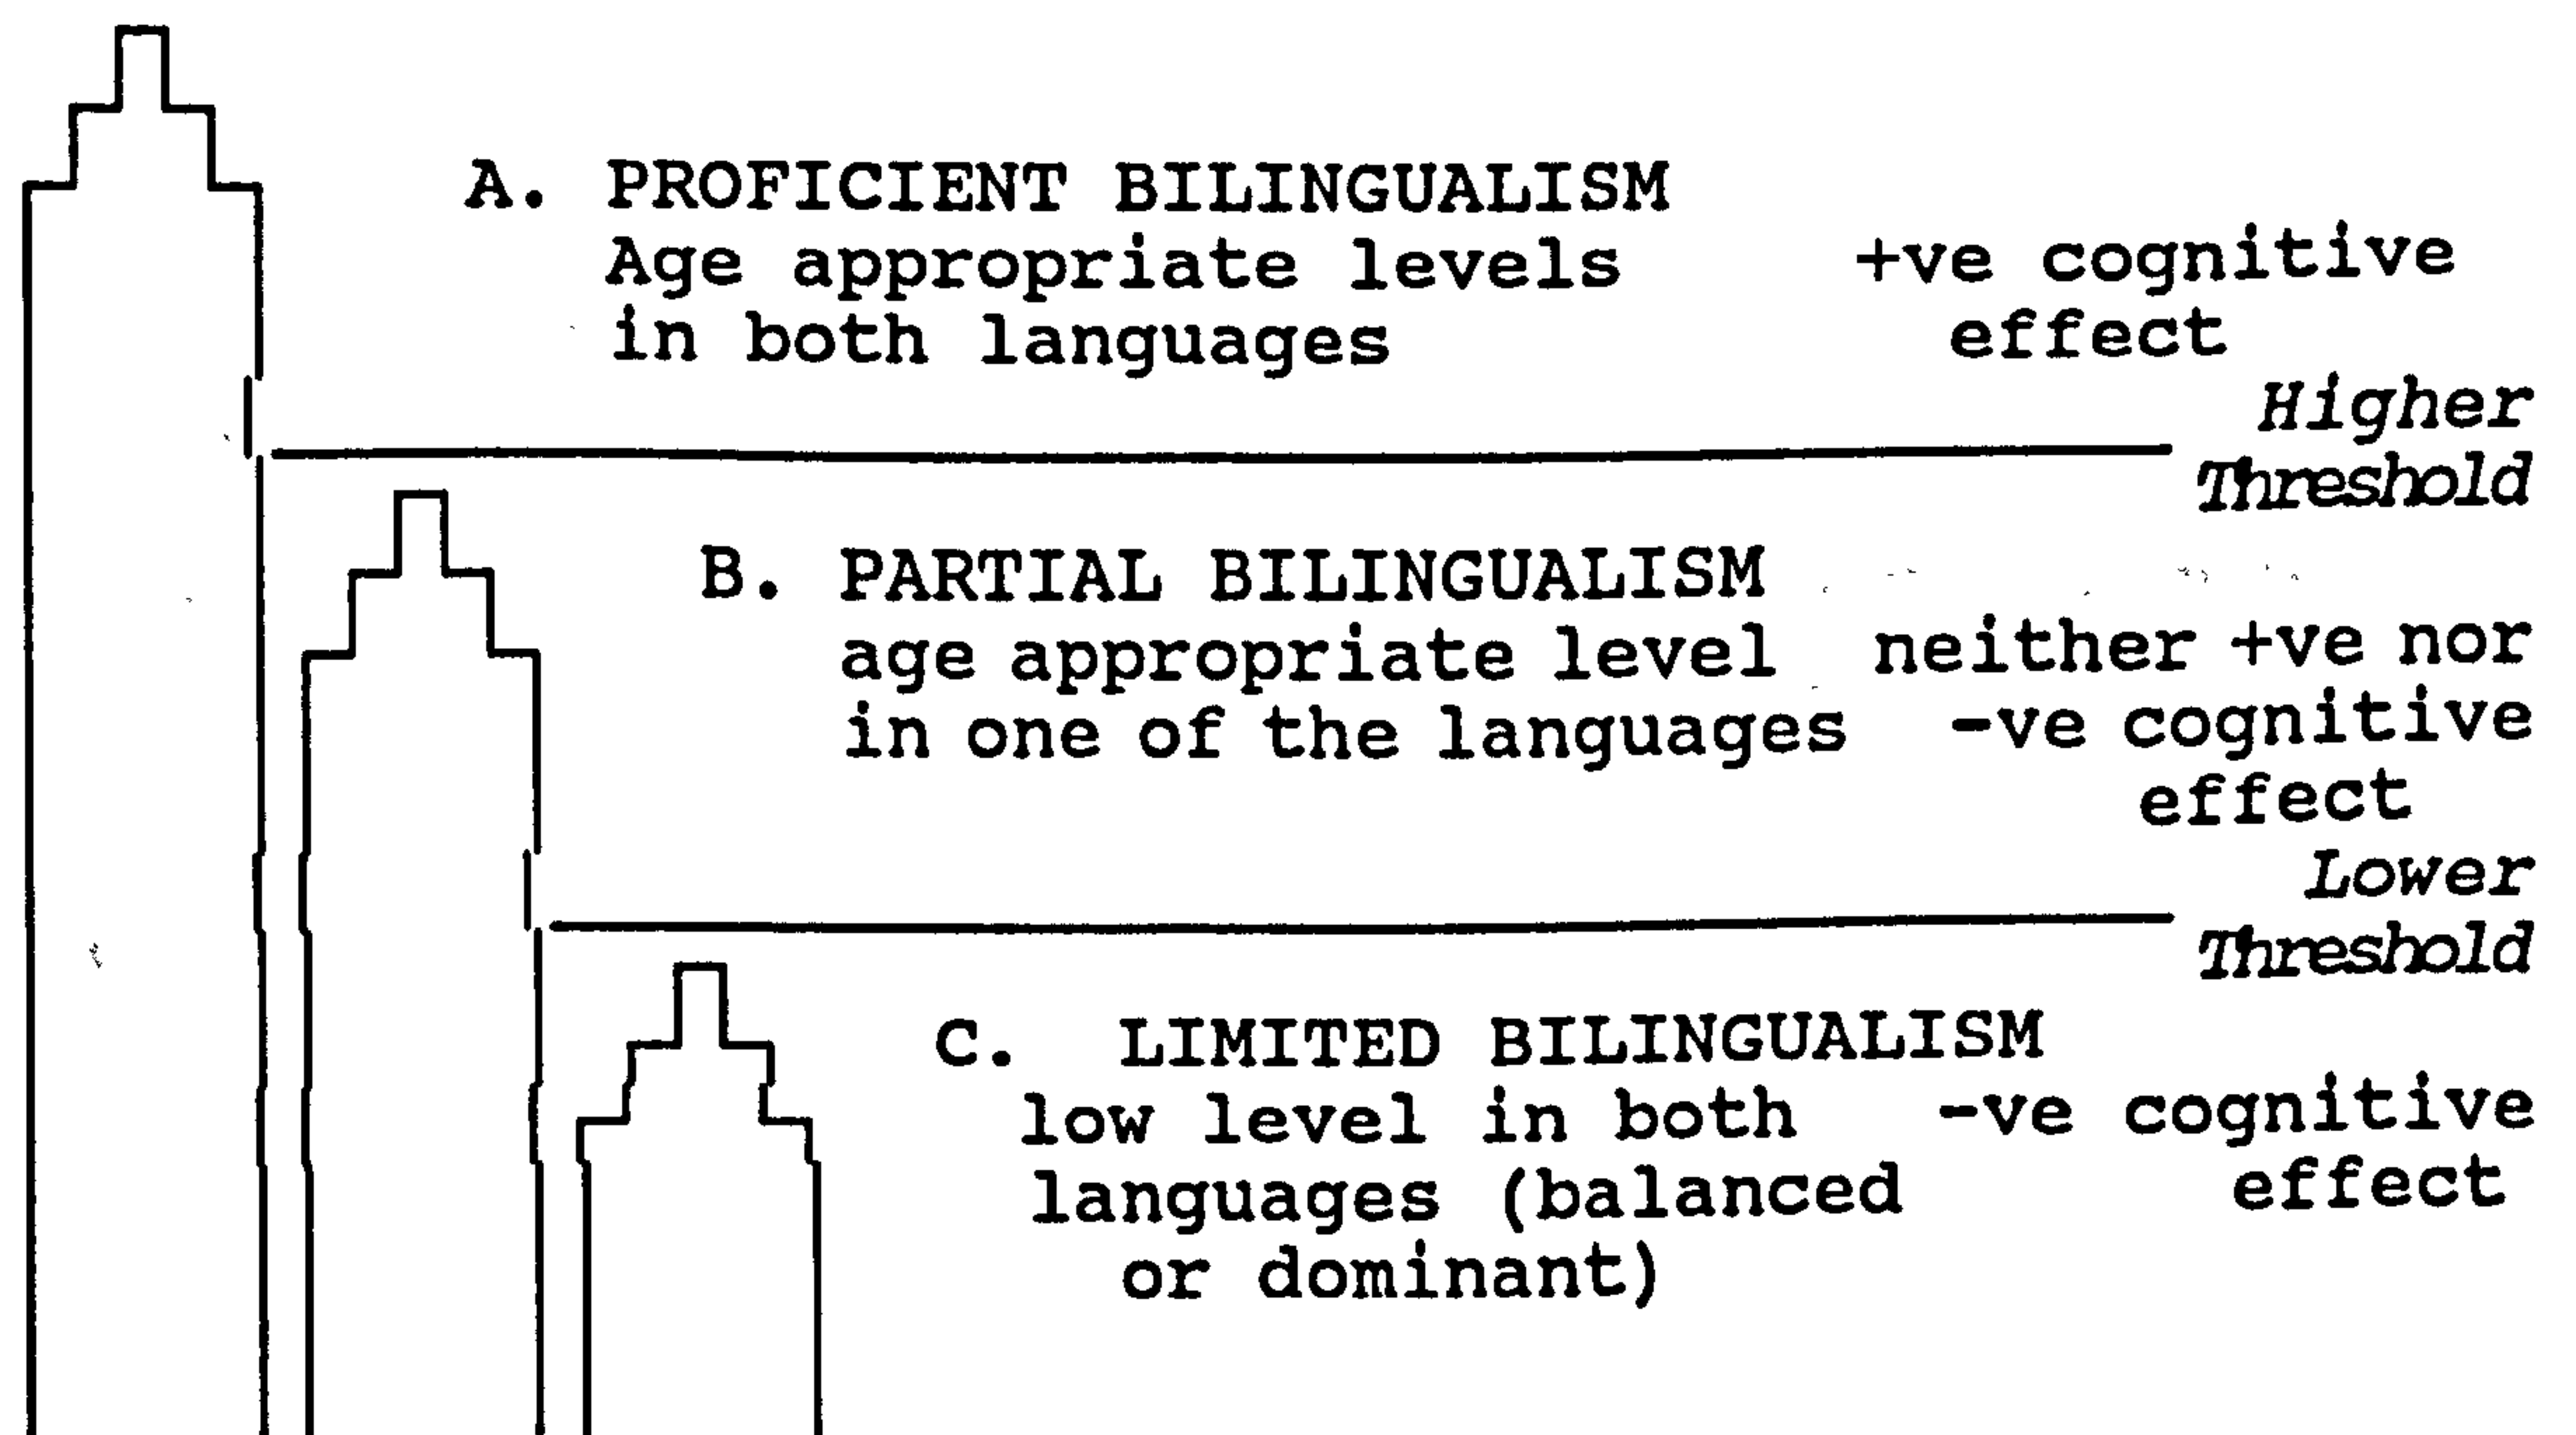 A. PROFICIENT BILINGUALISM
Age appropriate levels +ve cognitive
in both languages effect
Higher
Threshold
B. PARTIAL BILINGUALISM
age appropriate level neither +ve nor
in one of the languages -ve cognitive
effect
Lower
Threshold
C. LIMITED BILINGUALISM
low level in both -ve cognitive
languages (balanced effect
or dominant)